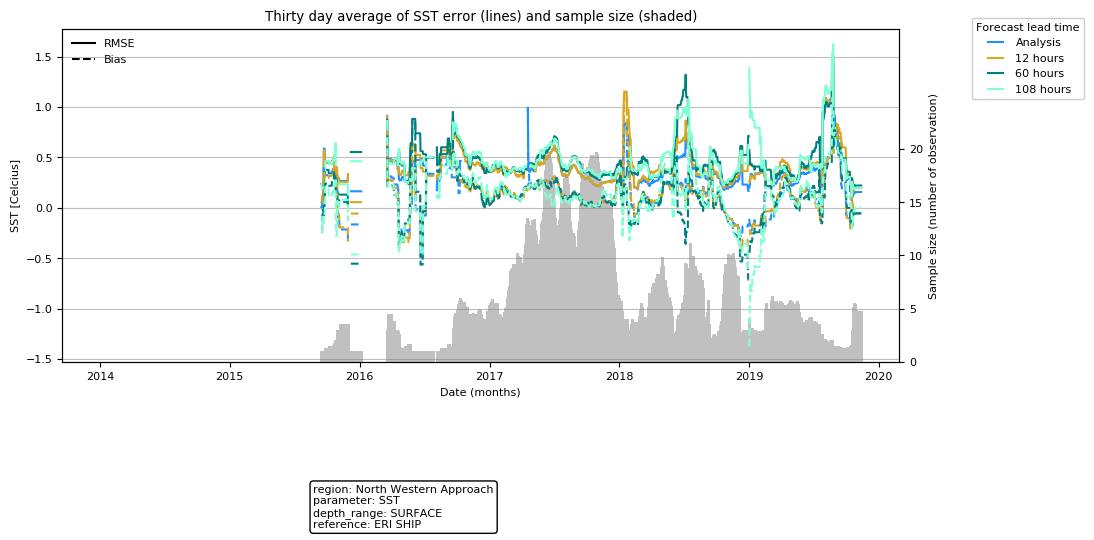 Thirty day average of SST error (lines) and sample size (shaded)
RMSE
Bias
Forecast lead time
Analysis
12 hours
60 hours
108 hours
SST [Celcius]
1.5
1.0
0.5
0.0
−0.5
−1.0
−1.5
Sample size (number of observation)
20
15
10
5
0
2014
2015
2016
2017
2018
2019
2020
Date (months)
region: North Western Approach
parameter: SST
depth_range: SURFACE
reference: ERI SHIP